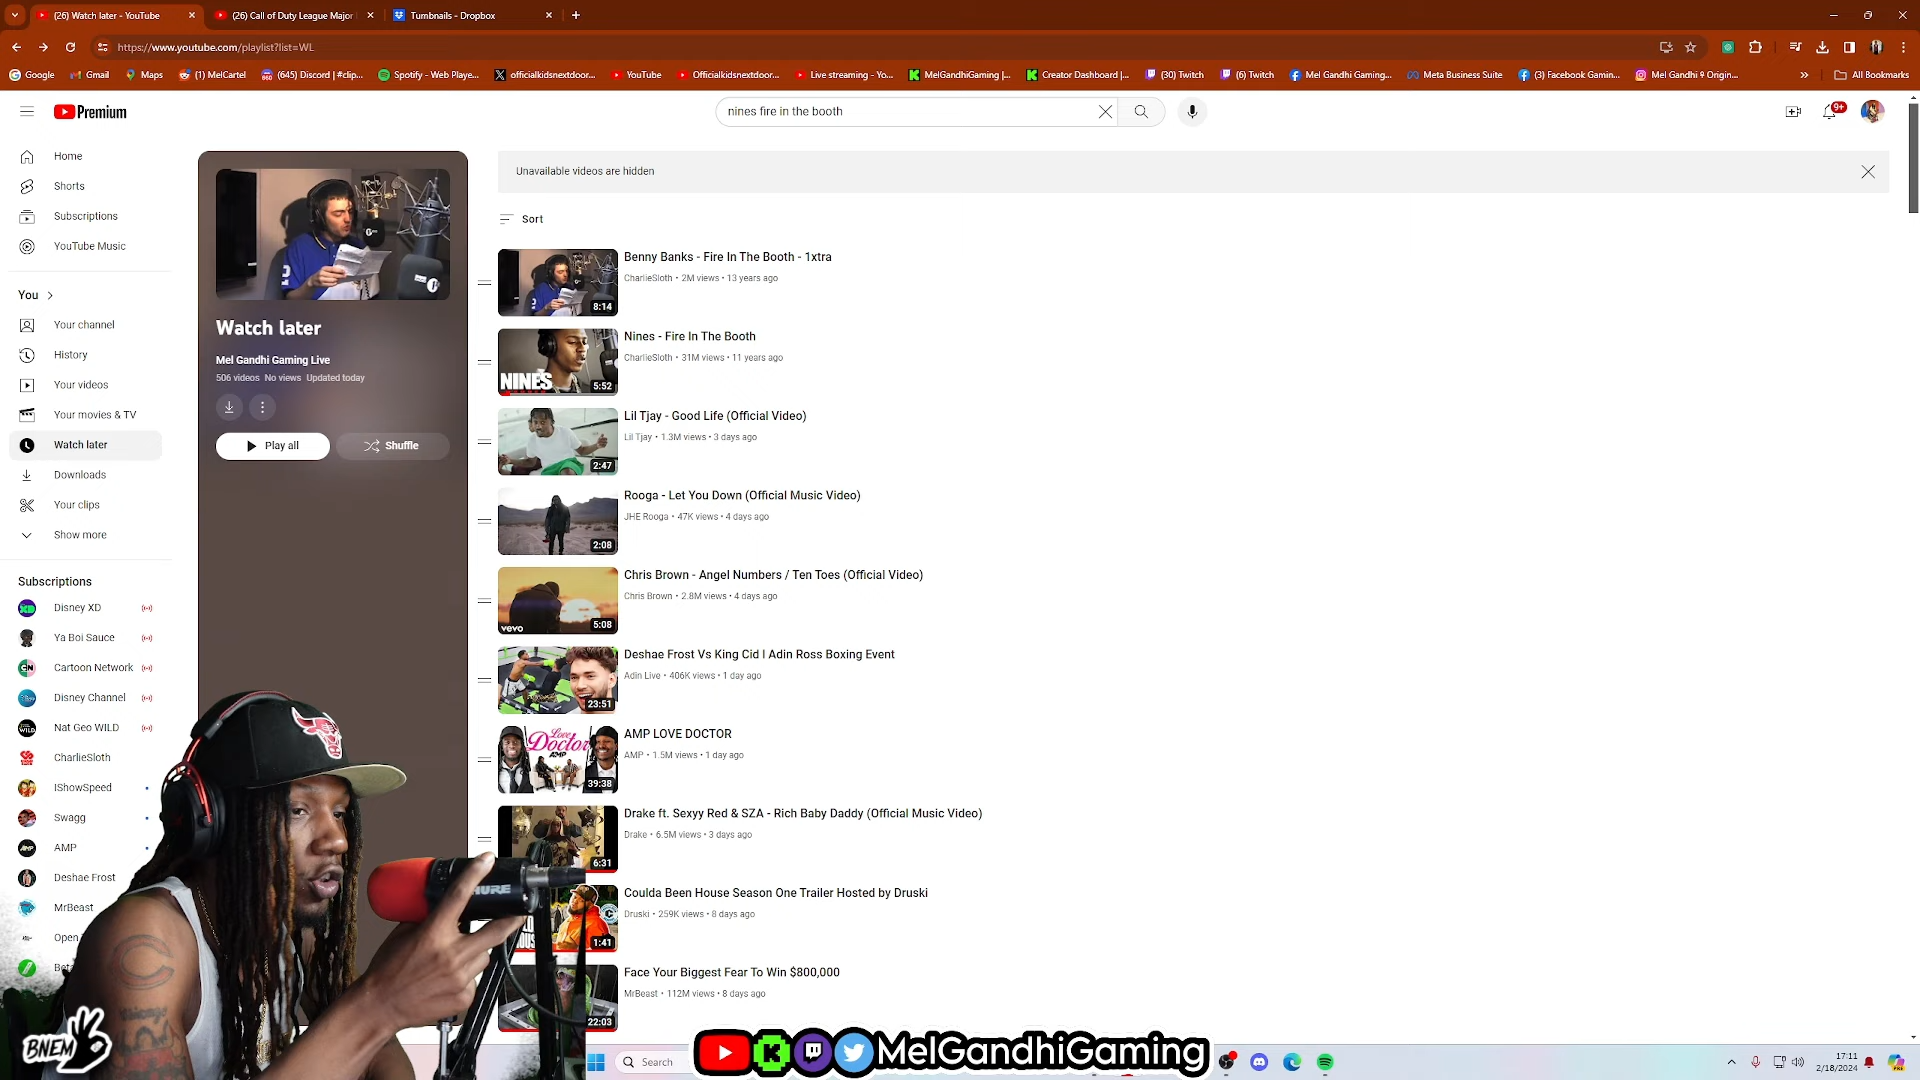 (26) Watch later - YouTube
(26) Call of Duty League Major
Tumbnails - Dropbox
https://www.youtube.com/playlist?list=WL
Google
Gmail
Maps
(1) MelCartel
(645) Discord | #clip...
Spotify - Web Playe...
officialkidsnextdoor...
YouTube
Officialkidsnextdoor...
Live streaming - Yo...
MelGandhiGaming |...
Creator Dashboard |...
(30) Twitch
(6) Twitch
Mel Gandhi Gaming...
Meta Business Suite
(3) Facebook Gamin...
Mel Gandhi ♀ Origin...
All Bookmarks
Premium
nines fire in the booth
9+
Home
Shorts
Subscriptions
YouTube Music
You
Your channel
History
Your videos
Your movies & TV
Watch later
Downloads
Your clips
Show more
Subscriptions
Disney XD
Ya Boi Sauce
Cartoon Network
Disney Channel
Nat Geo WILD
CharlieSloth
IShowSpeed
Swagg
AMP
Deshae Frost
MrBeast
Open
Watch later
Mel Gandhi Gaming Live
506 videos No views Updated today
Play all
Shuffle
Unavailable videos are hidden
Sort
8:14
Benny Banks - Fire In The Booth - 1xtra
CharlieSloth • 2M views • 13 years ago
NINES
5:52
Nines - Fire In The Booth
CharlieSloth • 31M views • 11 years ago
2:47
Lil Tjay - Good Life (Official Video)
Lil Tjay • 1.3M views • 3 days ago
2:08
Rooga - Let You Down (Official Music Video)
JHE Rooga • 47K views • 4 days ago
vevo
5:08
Chris Brown - Angel Numbers / Ten Toes (Official Video)
Chris Brown • 2.8M views • 4 days ago
23:51
Deshae Frost Vs King Cid I Adin Ross Boxing Event
Adin Live • 406K views • 1 day ago
Love Doctor AMP
39:38
AMP LOVE DOCTOR
AMP • 1.5M views • 1 day ago
6:31
Drake ft. Sexyy Red & SZA - Rich Baby Daddy (Official Music Video)
Drake • 6.5M views • 3 days ago
1:41
Coulda Been House Season One Trailer Hosted by Druski
Druski • 259K views • 8 days ago
22:03
Face Your Biggest Fear To Win $800,000
MrBeast • 112M views • 8 days ago
SHURE
BNEM
Search
MelGandhiGaming
17:11
2/18/2024